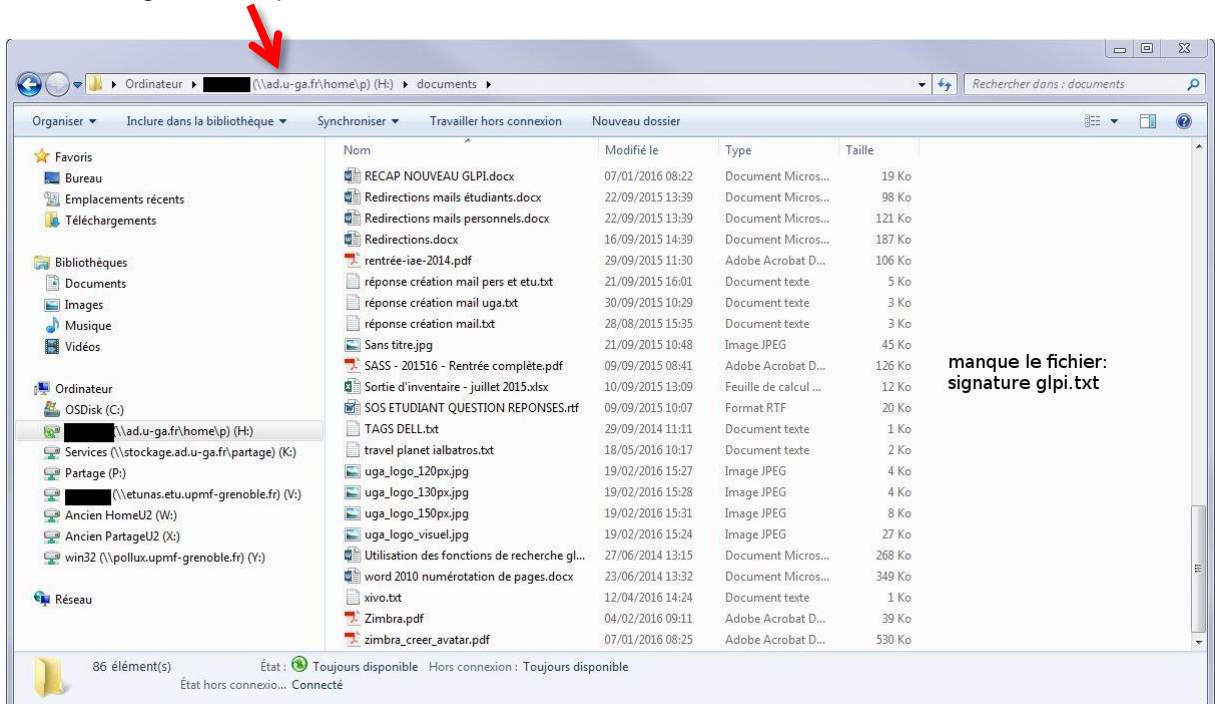 Ordinateur (\\ad.u-ga.fr\home\p) (H:) documents
Rechercher dans : documents
Organiser Inclure dans la bibliothèque Synchroniser Travailler hors connexion Nouveau dossier
Favoris
Bureau
Emplacements récents
Téléchargements
Bibliothèques
Documents
Images
Musique
Vidéos
Ordinateur
OSDisk (C:)
(\\ad.u-ga.fr\home\p) (H:)
Services (\\stockage.ad.u-ga.fr\partage) (K:)
Partage (P:)
(\\etunas.etu.upmf-grenoble.fr) (V:)
Ancien HomeU2 (W:)
Ancien PartageU2 (X:)
win32 (\\pollux.upmf-grenoble.fr) (Y:)
Réseau
Nom Modifié le Type Taille
RECAP NOUVEAU GLPI.docx 07/01/2016 08:22 Document Micros... 19 Ko
Redirections mails étudiants.docx 22/09/2015 13:39 Document Micros... 98 Ko
Redirections mails personnels.docx 22/09/2015 13:39 Document Micros... 121 Ko
Redirections.docx 16/09/2015 14:39 Document Micros... 187 Ko
rentrée-iae-2014.pdf 29/09/2015 11:30 Adobe Acrobat D... 106 Ko
réponse création mail pers et etu.txt 21/09/2015 16:01 Document texte 5 Ko
réponse création mail uga.txt 30/09/2015 10:29 Document texte 3 Ko
réponse création mail.txt 28/08/2015 15:35 Document texte 3 Ko
Sans titre.jpg 21/09/2015 10:48 Image JPEG 45 Ko
SASS - 201516 - Rentrée complète.pdf 09/09/2015 08:41 Adobe Acrobat D... 126 Ko
Sortie d'inventaire - juillet 2015.xlsx 10/09/2015 13:09 Feuille de calcul ... 12 Ko
SOS ETUDIANT QUESTION REPONSES.rtf 09/09/2015 10:07 Format RTF 20 Ko
TAGS DELL.txt 29/09/2014 11:11 Document texte 1 Ko
travel planet ialbatros.txt 18/05/2016 10:17 Document texte 2 Ko
uga_logo_120px.jpg 19/02/2016 15:27 Image JPEG 4 Ko
uga_logo_130px.jpg 19/02/2016 15:28 Image JPEG 4 Ko
uga_logo_150px.jpg 19/02/2016 15:31 Image JPEG 8 Ko
uga_logo_visuel.jpg 19/02/2016 15:24 Image JPEG 27 Ko
Utilisation des fonctions de recherche gl... 27/06/2014 13:15 Document Micros... 268 Ko
word 2010 numérotation de pages.docx 23/06/2014 13:32 Document Micros... 349 Ko
xivo.txt 12/04/2016 14:24 Document texte 1 Ko
Zimbra.pdf 04/02/2016 09:11 Adobe Acrobat D... 39 Ko
zimbra_creer_avatar.pdf 07/01/2016 08:25 Adobe Acrobat D... 530 Ko
manque le fichier:
signature glpi.txt
86 élément(s) État : Toujours disponible Hors connexion : Toujours disponible
État hors connexio... Connecté